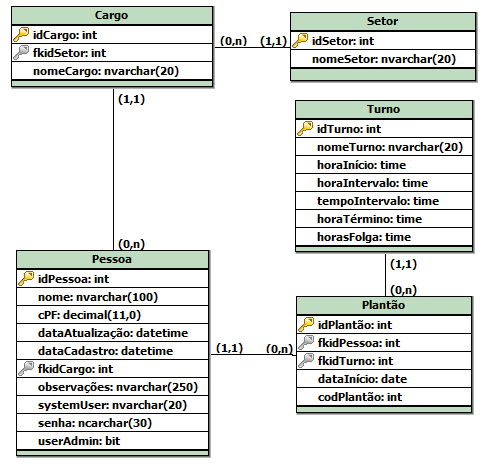 Cargo
idCargo: int
fkidSetor: int
nomeCargo: nvarchar(20)
(0,n)
(1,1)
Setor
idSetor: int
nomeSetor: nvarchar(20)
(1,1)
(0,n)
Turno
idTurno: int
nomeTurno: nvarchar(20)
horaInício: time
horaIntervalo: time
tempoIntervalo: time
horaTérmino: time
horasFolga: time
(1,1)
(0,n)
Pessoa
idPessoa: int
nome: nvarchar(100)
cPF: decimal(11,0)
dataAtualização: datetime
dataCadastro: datetime
fkidCargo: int
observações: nvarchar(250)
systemUser: nvarchar(20)
senha: ncarchar(30)
userAdmin: bit
(1,1)
(0,n)
Plantão
idPlantão: int
fkidPessoa: int
fkidTurno: int
dataInício: date
codPlantão: int